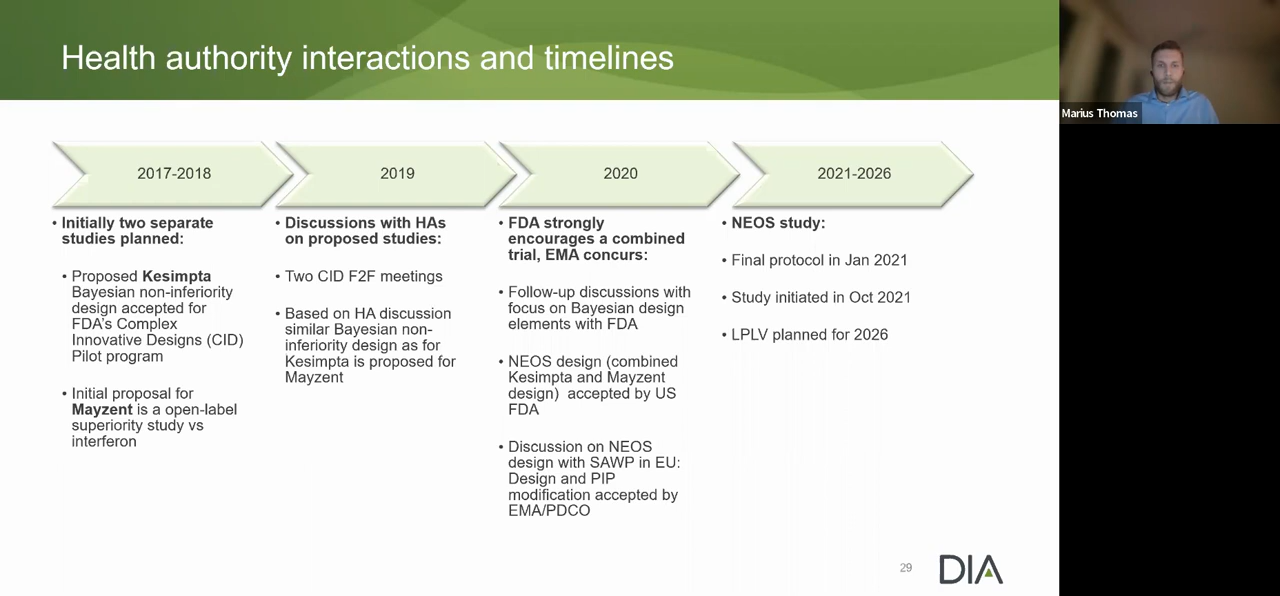 Health authority interactions and timelines
Marius Thomas
2017-2018
2019
2020
2021-2026
• Initially two separate
studies planned:
• Proposed Kesimpta
Bayesian non-inferiority
design accepted for
FDA's Complex
Innovative Designs (CID)
Pilot program
• Initial proposal for
Mayzent is a open-label
superiority study vs
interferon
• Discussions with HAs
on proposed studies:
• Two CID F2F meetings
• Based on HA discussion
similar Bayesian non-
inferiority design as for
Kesimpta is proposed for
Mayzent
• FDA strongly
encourages a combined
trial, EMA concurs:
• Follow-up discussions with
focus on Bayesian design
elements with FDA
• NEOS design (combined
Kesimpta and Mayzent
design) accepted by US
FDA
• Discussion on NEOS
design with SAWP in EU:
Design and PIP
modification accepted by
EMA/PDCO
• NEOS study:
• Final protocol in Jan 2021
• Study initiated in Oct 2021
• LPLV planned for 2026
29
DIA